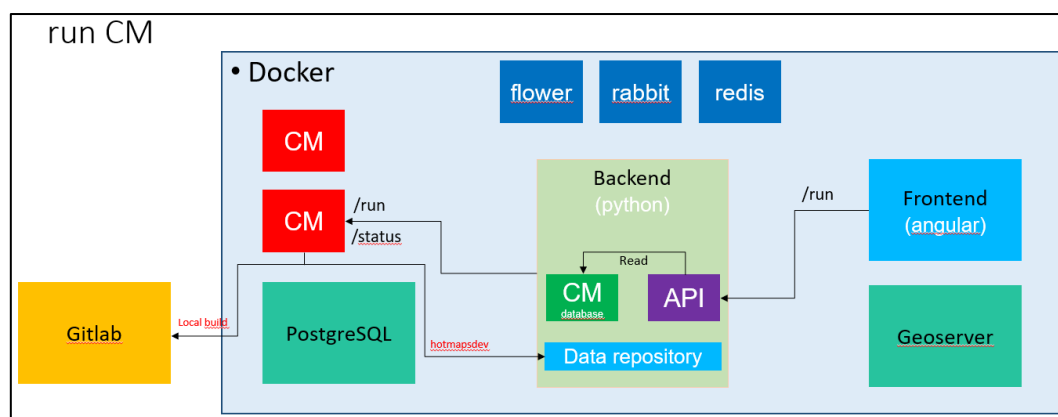 run CM
• Docker
flower
rabbit
redis
CM
CM
/run
/status
Backend
(python)
Read
CM
database
API
/run
Frontend
(angular)
Gitlab
Local build
PostgreSQL
hotmapsdev
Data repository
Geoserver